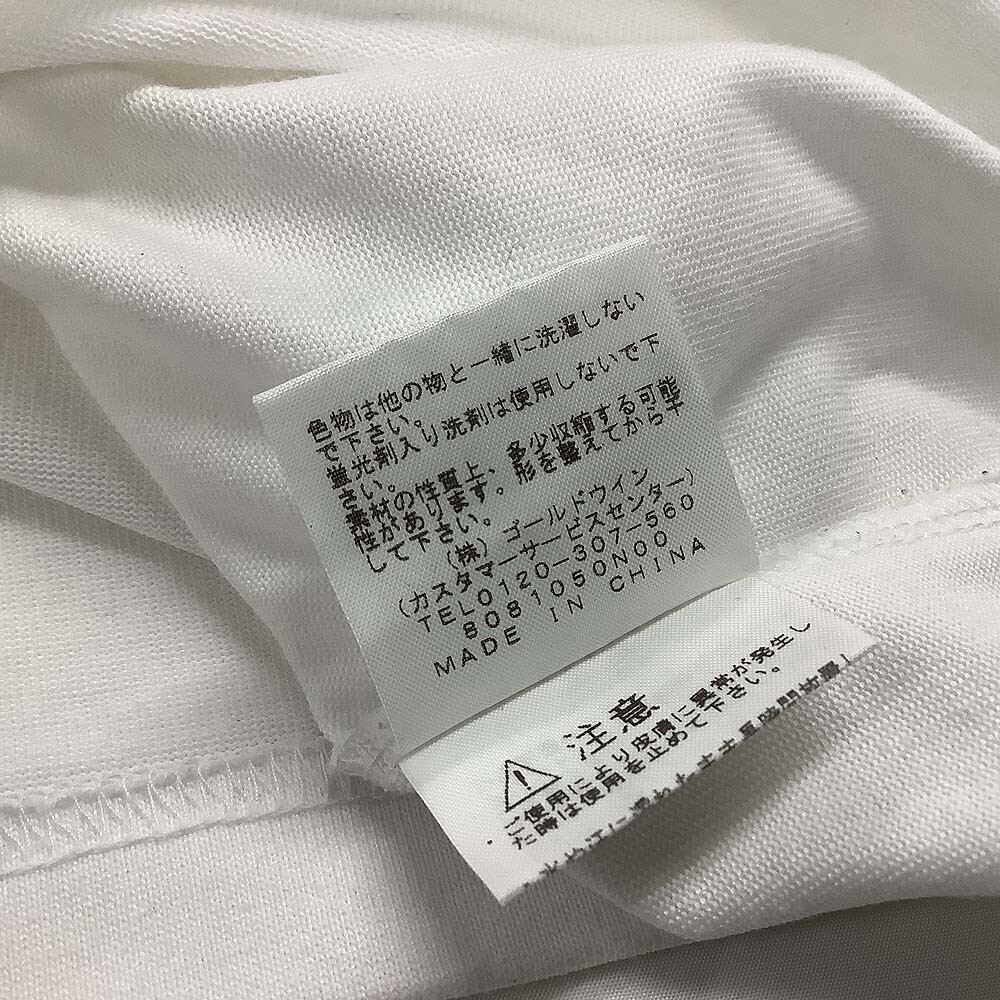 色物は他の物と一緒に洗濯しない
で下さい。
蛍光剤入り洗剤は使用しないで下
さい。
素材の性質上、多少収縮する可能
性があります。形を整えてから干
して下さい。
(株)ゴールドウイン
(カスタマーサービスセンター)
TEL0120-307-560
8081050N00
MADE IN CHINA
注意
・ご使用により皮膚に異常が発生し
た時は使用を止めて下さい。